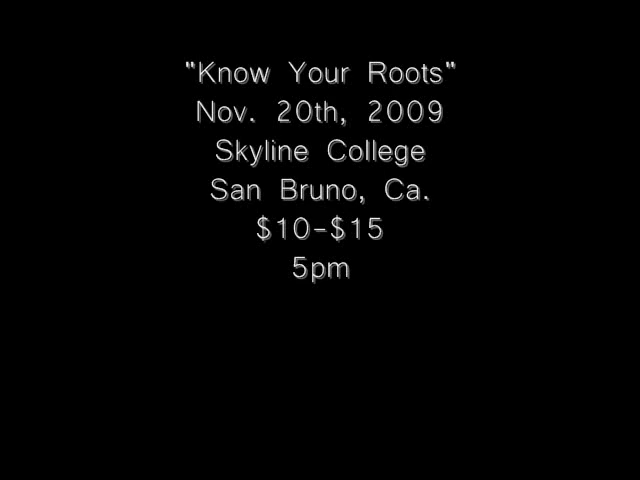 "Know Your Roots"
Nov. 20th, 2009
Skyline College
San Bruno, Ca.
$10-$15
5pm